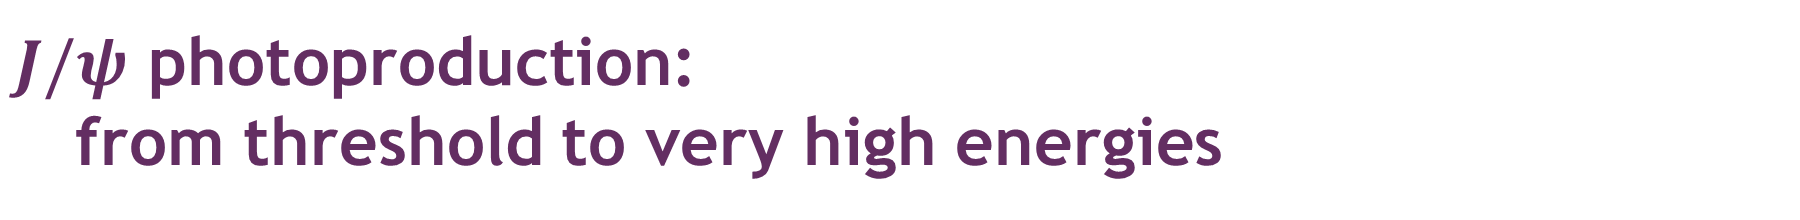 J/ψ photoproduction:
from threshold to very high energies